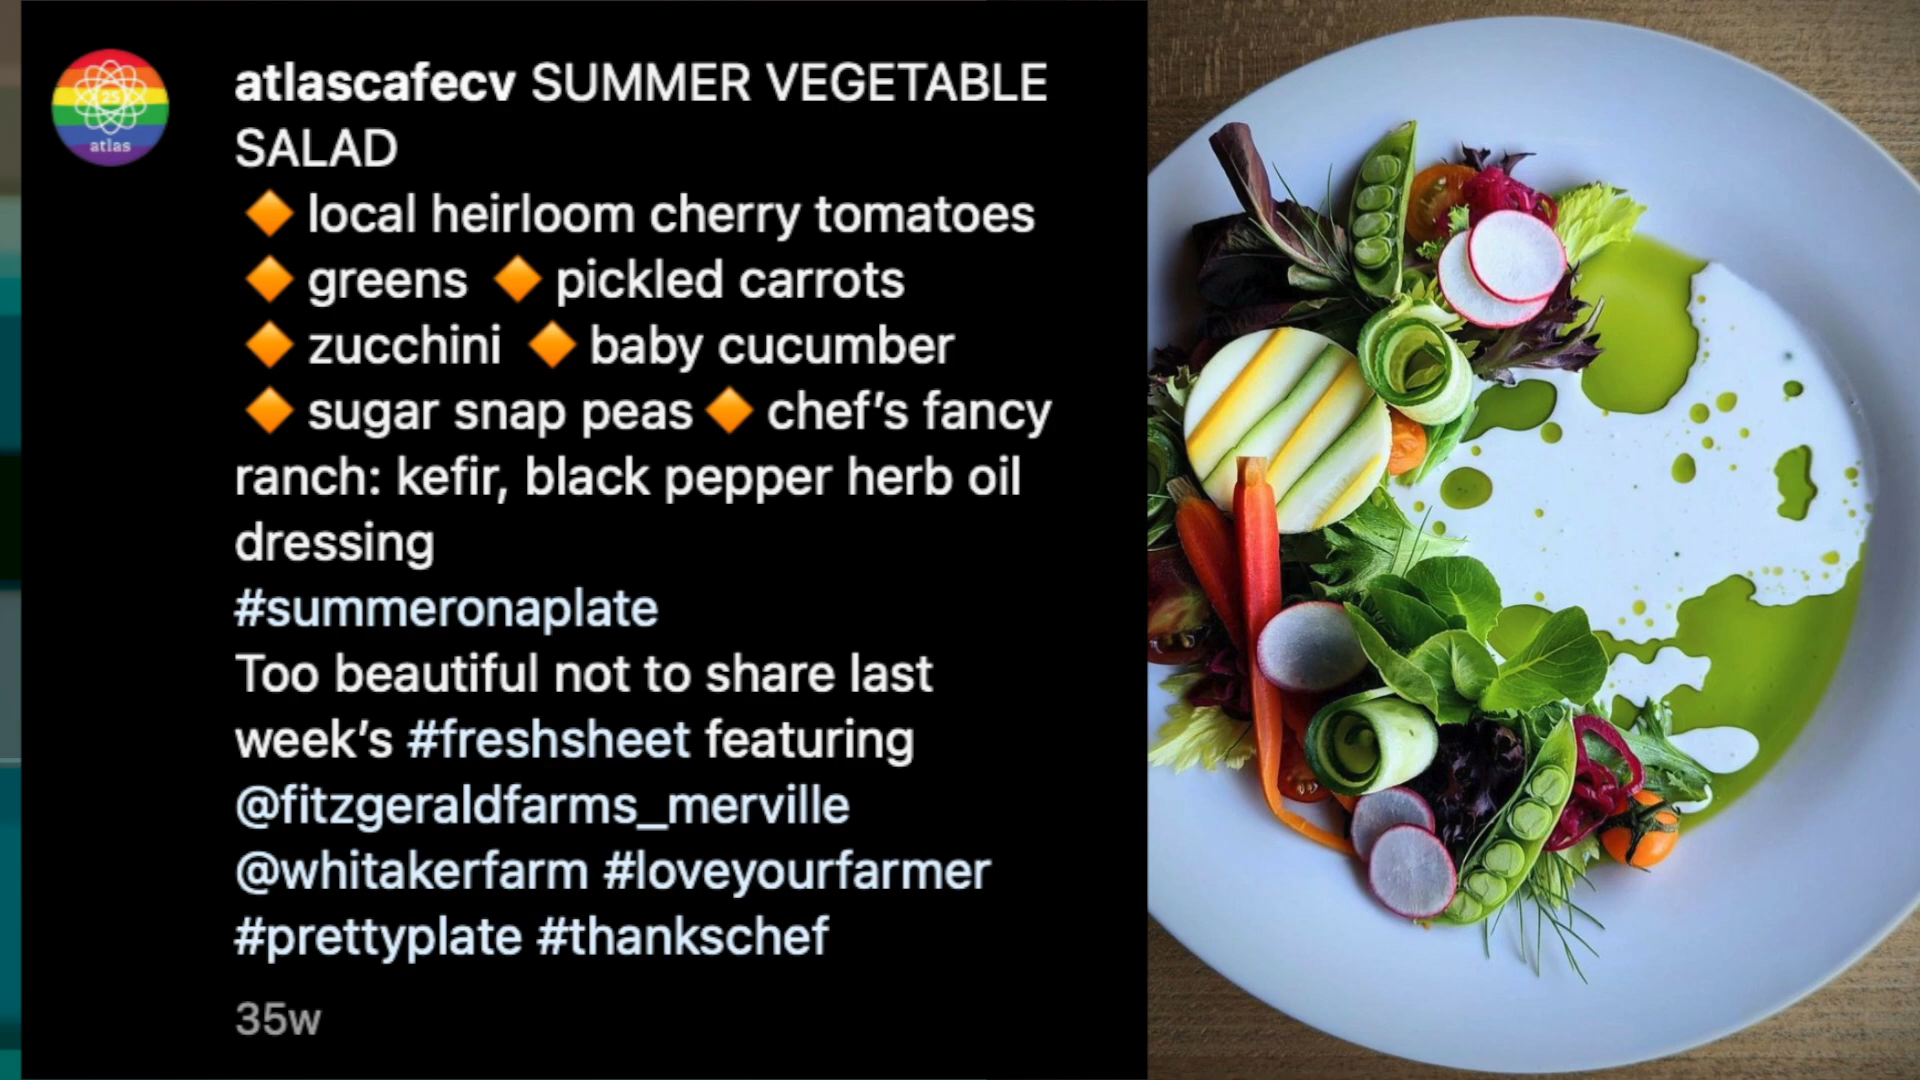 25
atlas
atlascafecv SUMMER VEGETABLE
SALAD
🔶 local heirloom cherry tomatoes
🔶 greens 🔶 pickled carrots
🔶 zucchini 🔶 baby cucumber
🔶 sugar snap peas 🔶 chef’s fancy
ranch: kefir, black pepper herb oil
dressing
#summeronaplate
Too beautiful not to share last
week’s #freshsheet featuring
@fitzgeraldfarms_merville
@whitakerfarm #loveyourfarmer
#prettyplate #thankschef
35w